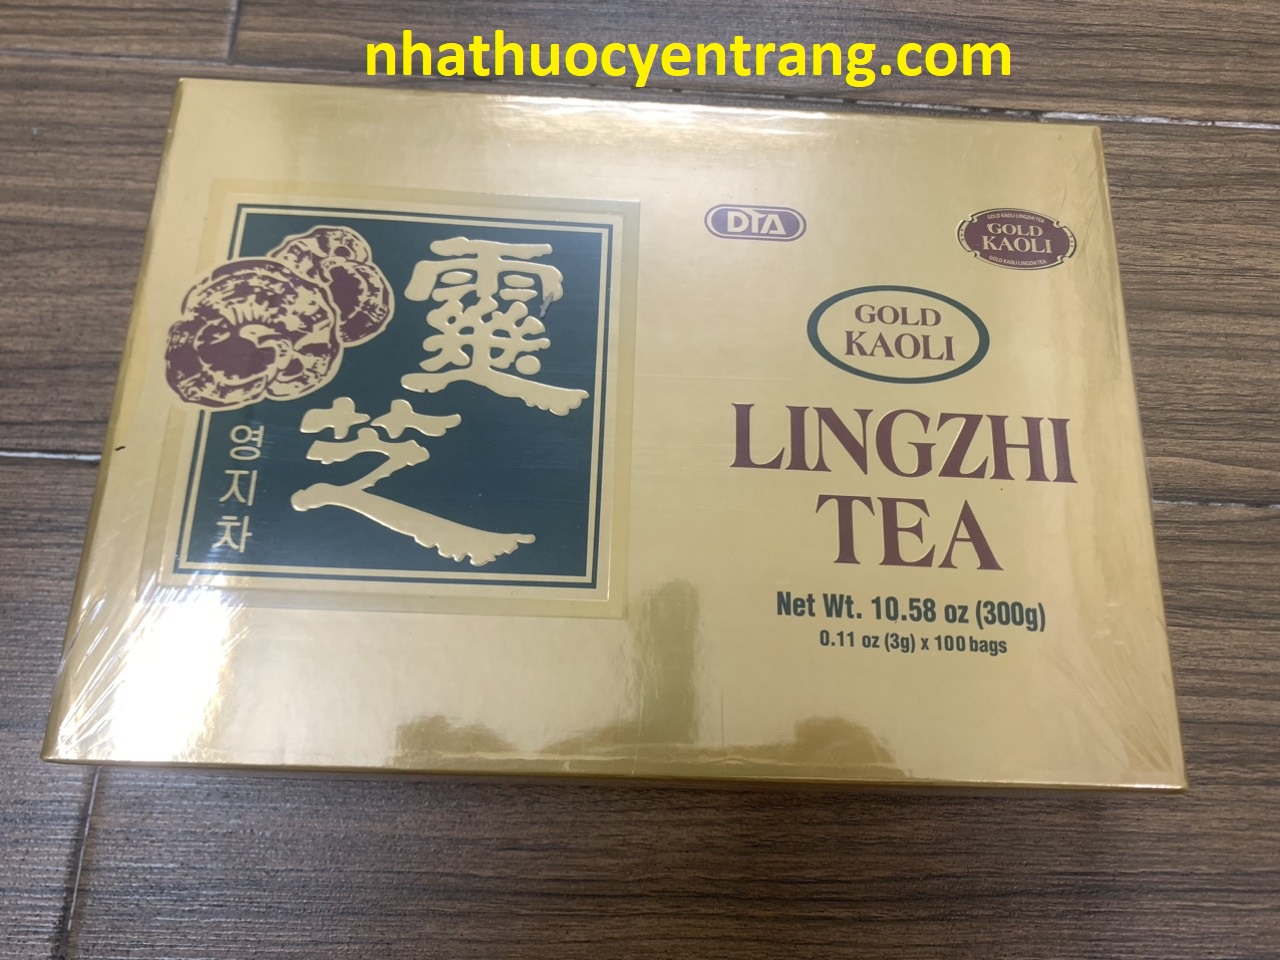 nhathuocyentrang.com
靈
芝
영
지
차
DTA
GOLD KAOLI LINGZHI TEA
GOLD
KAOLI
GOLD KAOLI LINGZHI TEA
GOLD
KAOLI
LINGZHI
TEA
Net Wt. 10.58 oz (300g)
0.11 oz (3g) x 100 bags